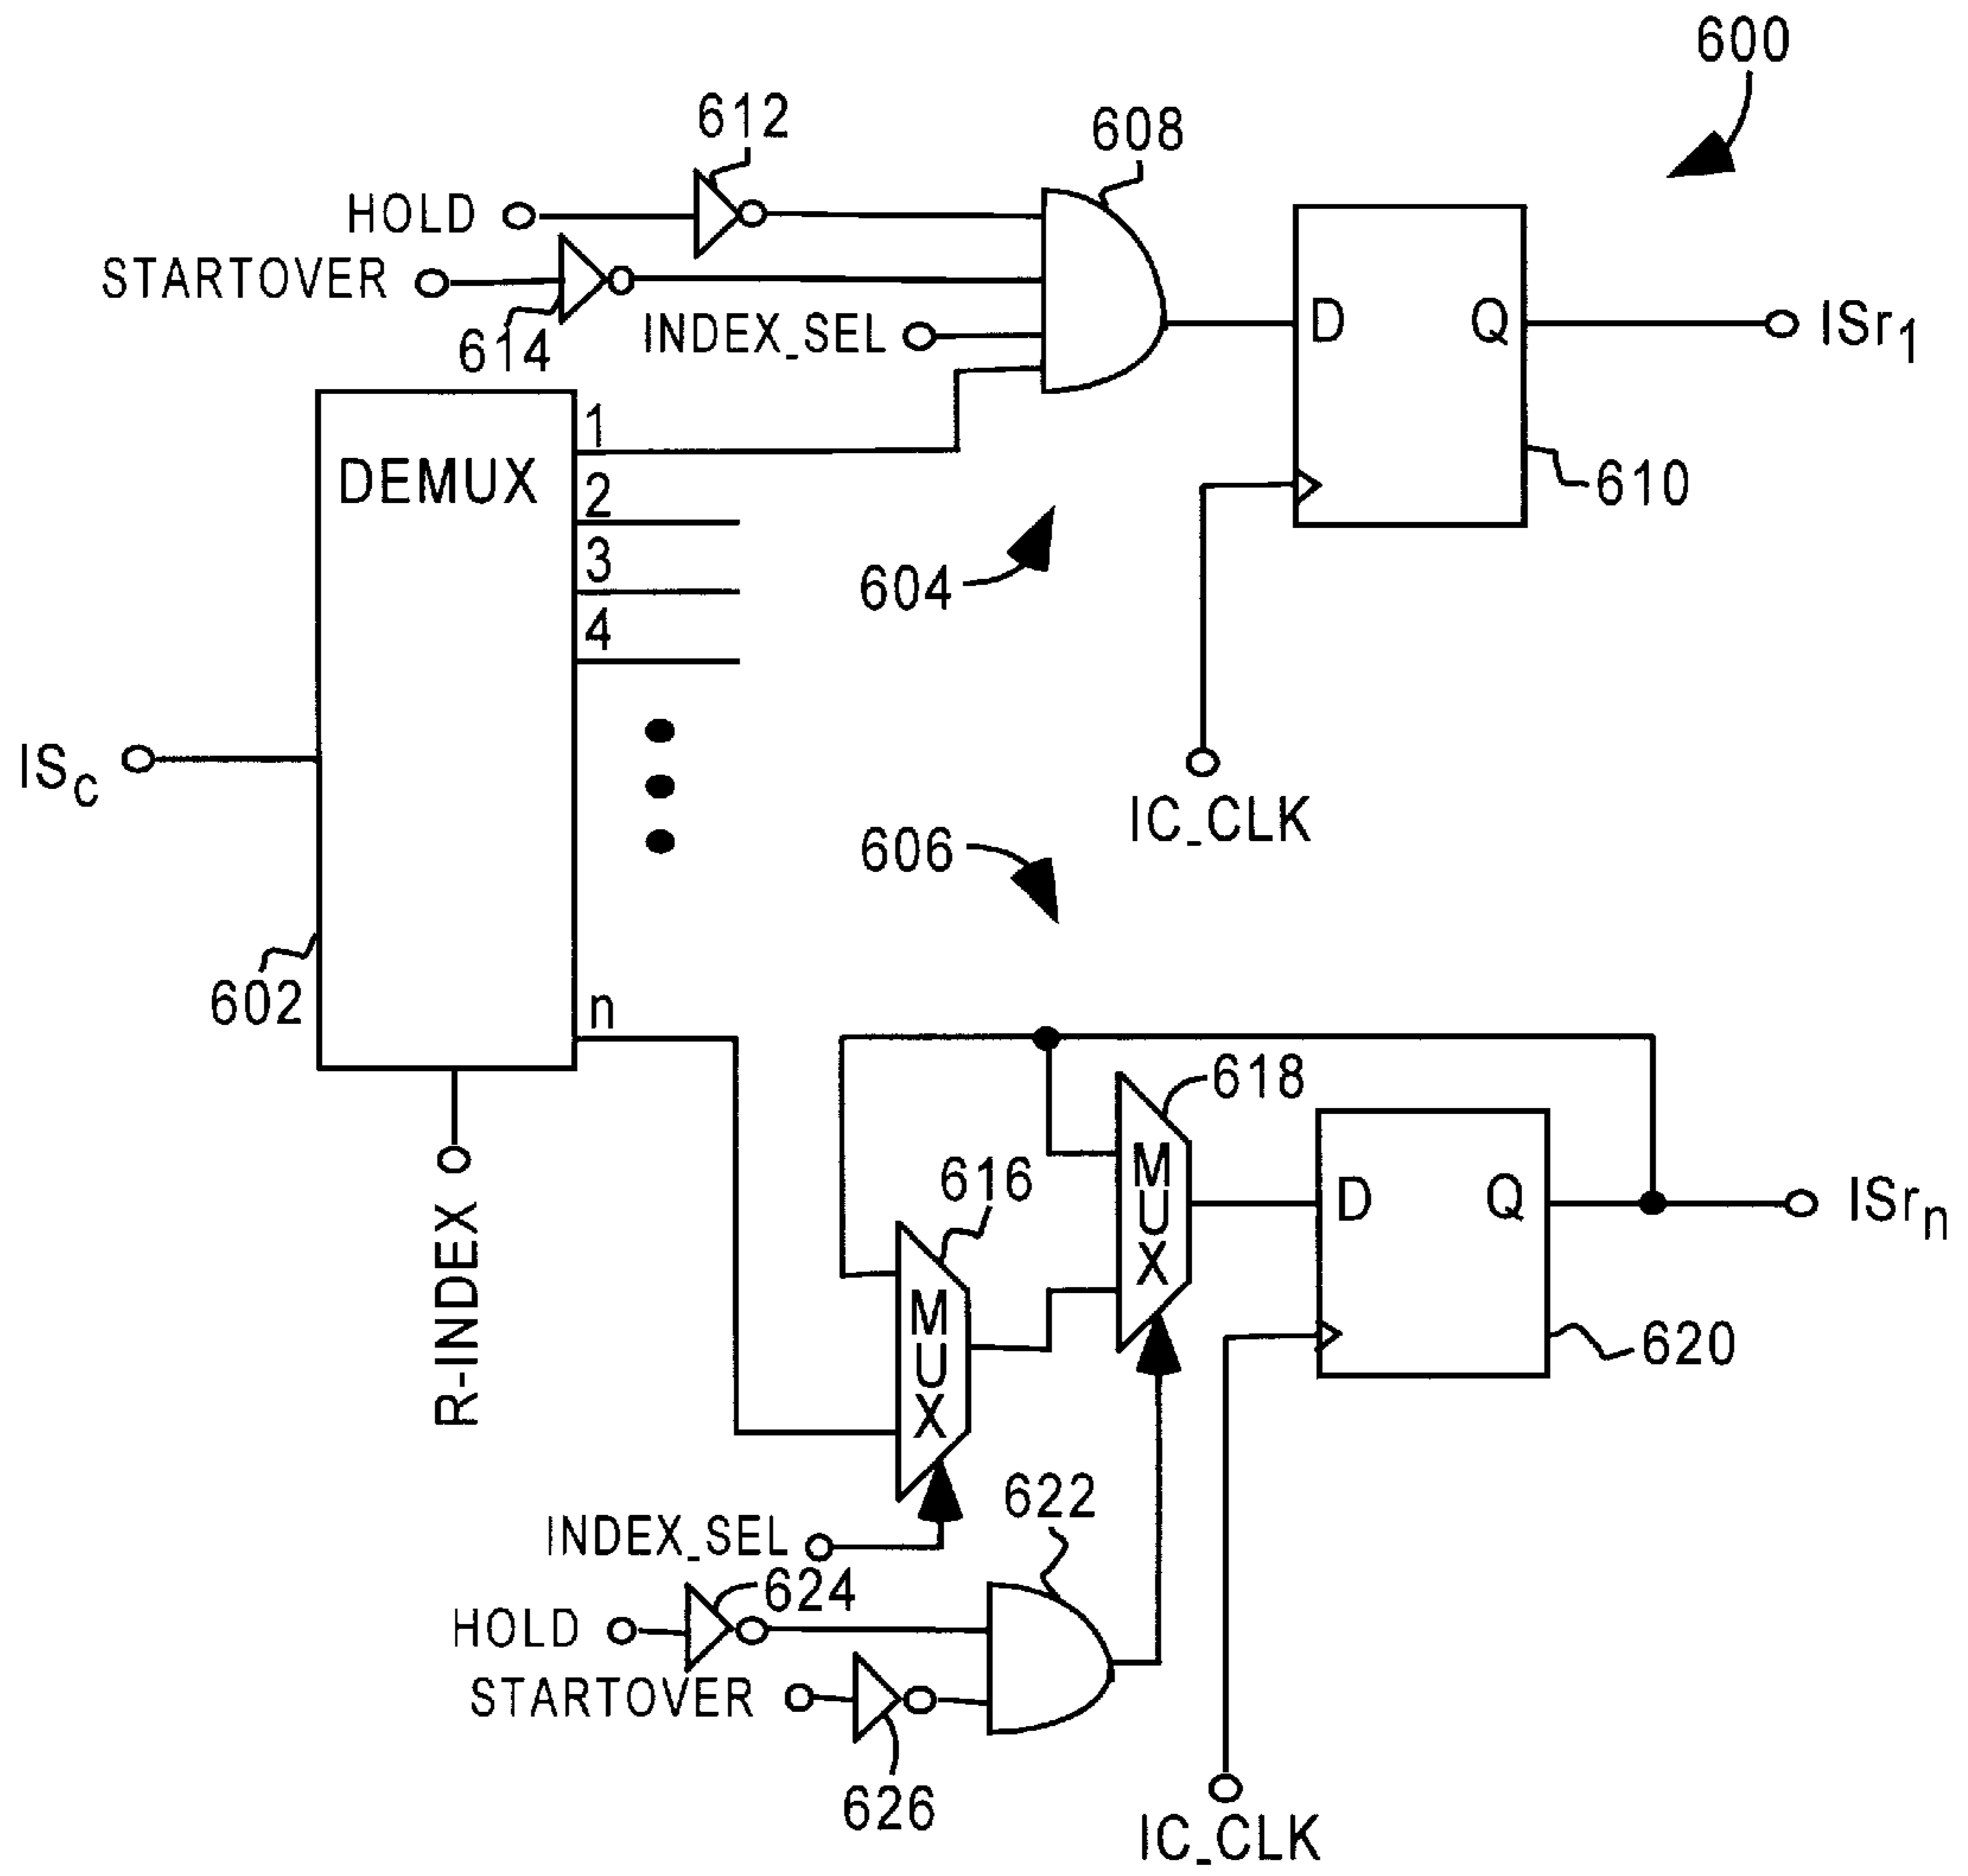 600
612
608
HOLD
STARTOVER
614
INDEX_SEL
D
Q
ISr1
610
DEMUX
1
2
3
4
604
ISC
IC_CLK
606
602
n
618
616
MUX
MUX
D
Q
ISrn
620
R-INDEX
622
INDEX_SEL
624
HOLD
STARTOVER
626
IC_CLK